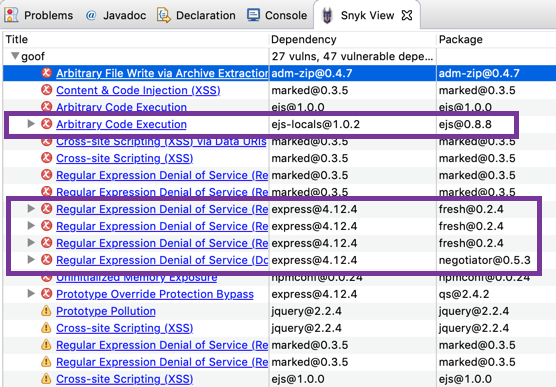 Problems Javadoc Declaration Console Snyk View
Title Dependency Package
goof 27 vulns, 47 vulnerable depe...
Arbitrary File Write via Archive Extraction adm-zip@0.4.7 adm-zip@0.4.7
Content & Code Injection (XSS) marked@0.3.5 marked@0.3.5
Arbitrary Code Execution ejs@1.0.0 ejs@1.0.0
Arbitrary Code Execution ejs-locals@1.0.2 ejs@0.8.8
Cross-site Scripting (XSS) via Data URIs marked@0.3.5 marked@0.3.5
Cross-site Scripting (XSS) marked@0.3.5 marked@0.3.5
Regular Expression Denial of Service (Re marked@0.3.5 marked@0.3.5
Regular Expression Denial of Service (Re marked@0.3.5 marked@0.3.5
Regular Expression Denial of Service (Re express@4.12.4 fresh@0.2.4
Regular Expression Denial of Service (Re express@4.12.4 fresh@0.2.4
Regular Expression Denial of Service (Re express@4.12.4 fresh@0.2.4
Regular Expression Denial of Service (Do express@4.12.4 negotiator@0.5.3
Uninitialized Memory Exposure npmconf@0.0.24 npmconf@0.0.24
Prototype Override Protection Bypass express@4.12.4 qs@2.4.2
Prototype Pollution jquery@2.2.4 jquery@2.2.4
Cross-site Scripting (XSS) jquery@2.2.4 jquery@2.2.4
Regular Expression Denial of Service (Re marked@0.3.5 marked@0.3.5
Regular Expression Denial of Service (Re marked@0.3.5 marked@0.3.5
Cross-site Scripting (XSS) ejs@1.0.0 ejs@1.0.0